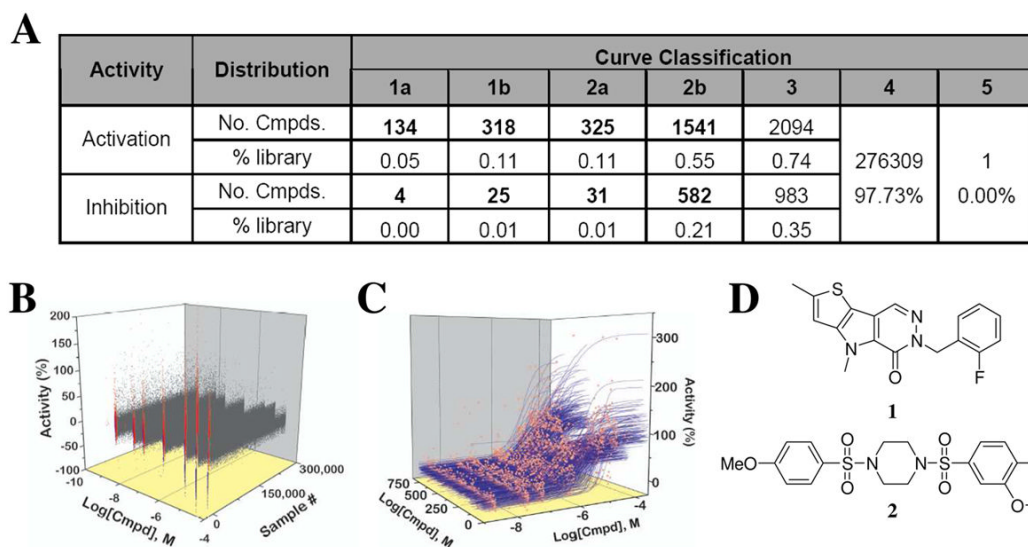 A
Activity Distribution Curve Classification
1a 1b 2a 2b 3 4 5
Activation No. Cmpds. 134 318 325 1541 2094 276309 97.73% 1 0.00%
% library 0.05 0.11 0.11 0.55 0.74
Inhibition No. Cmpds. 4 25 31 582 983
% library 0.00 0.01 0.01 0.21 0.35
B
Activity (%)
200
150
100
50
0
-50
-100
-10
-8
-6
-4
Log[Cmpd], M
0
150,000
300,000
Sample #
C
750
500
250
0
Log[Cmpd], M
-8
-6
-4
Log[Cmpd], M
300
200
100
0
Activity (%)
D
S
N
N
N
O
F
1
MeO
O
S
O
N
N
O
S
O
O
2